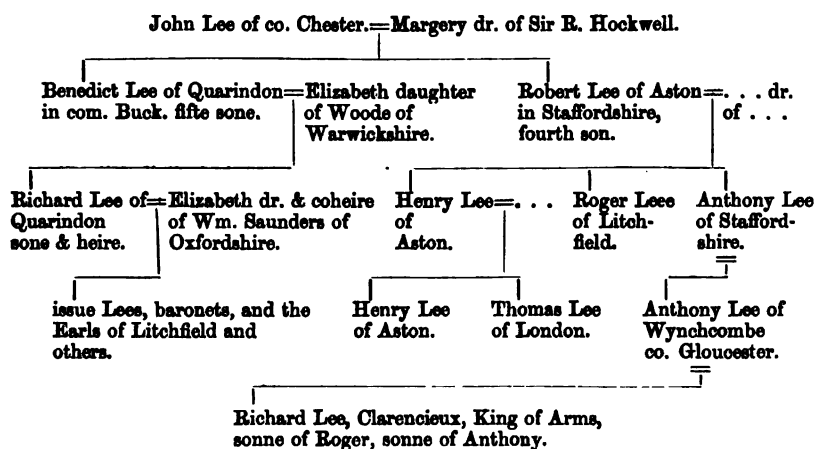 John Lee of co. Chester.=Margery dr. of Sir R. Hockwell.
Benedict Lee of Quarindon=Elizabeth daughter
in com. Buck. fifte sone. of Woode of
Warwickshire.
Robert Lee of Aston=. . . dr.
in Staffordshire, of . . .
fourth son.
Richard Lee of=Elizabeth dr. & coheire
Quarindon of Wm. Saunders of
sone & heire. Oxfordshire.
Henry Lee=. . .
of
Aston.
Roger Leee
of Litch-
field.
Anthony Lee
of Stafford-
shire.
issue Lees, baronets, and the
Earls of Litchfield and
others.
Henry Lee
of Aston.
Thomas Lee
of London.
Anthony Lee of
Wynchcombe
co. Gloucester.
Richard Lee, Clarencieux, King of Arms,
sonne of Roger, sonne of Anthony.